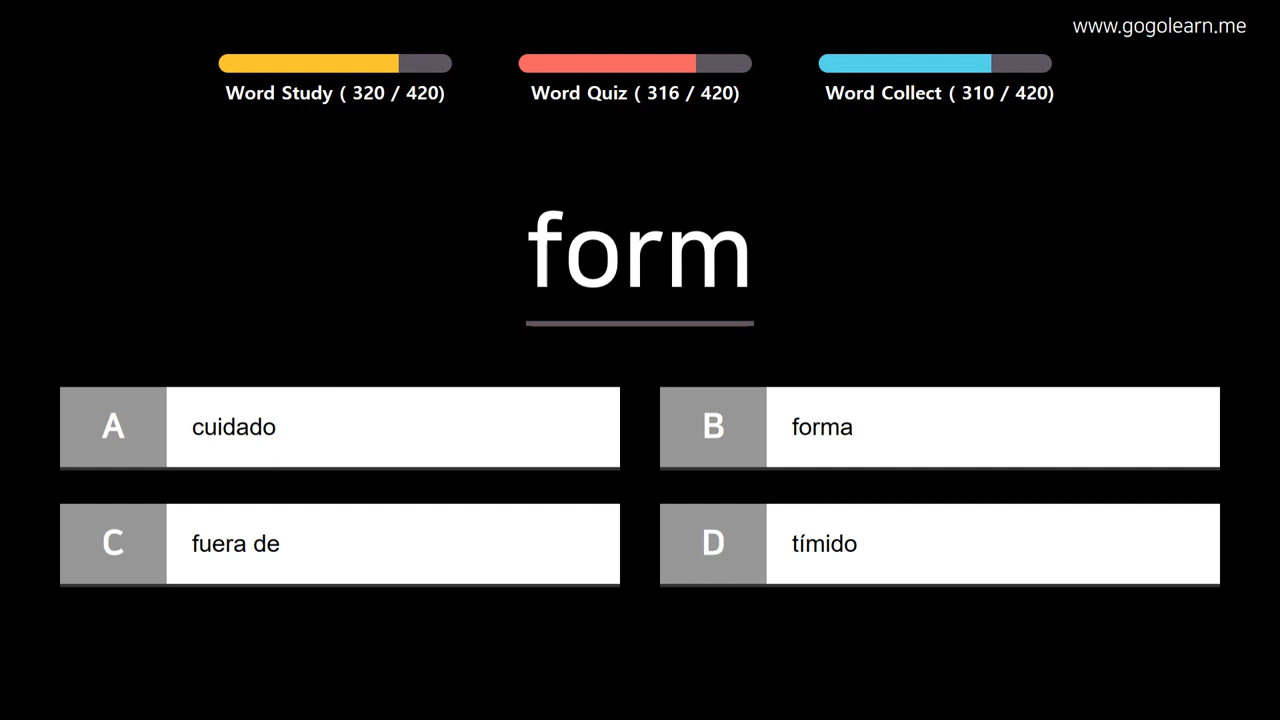 www.gogolearn.me
Word Study ( 320 / 420)
Word Quiz ( 316 / 420)
Word Collect ( 310 / 420)
form
A cuidado
B forma
C fuera de
D tímido